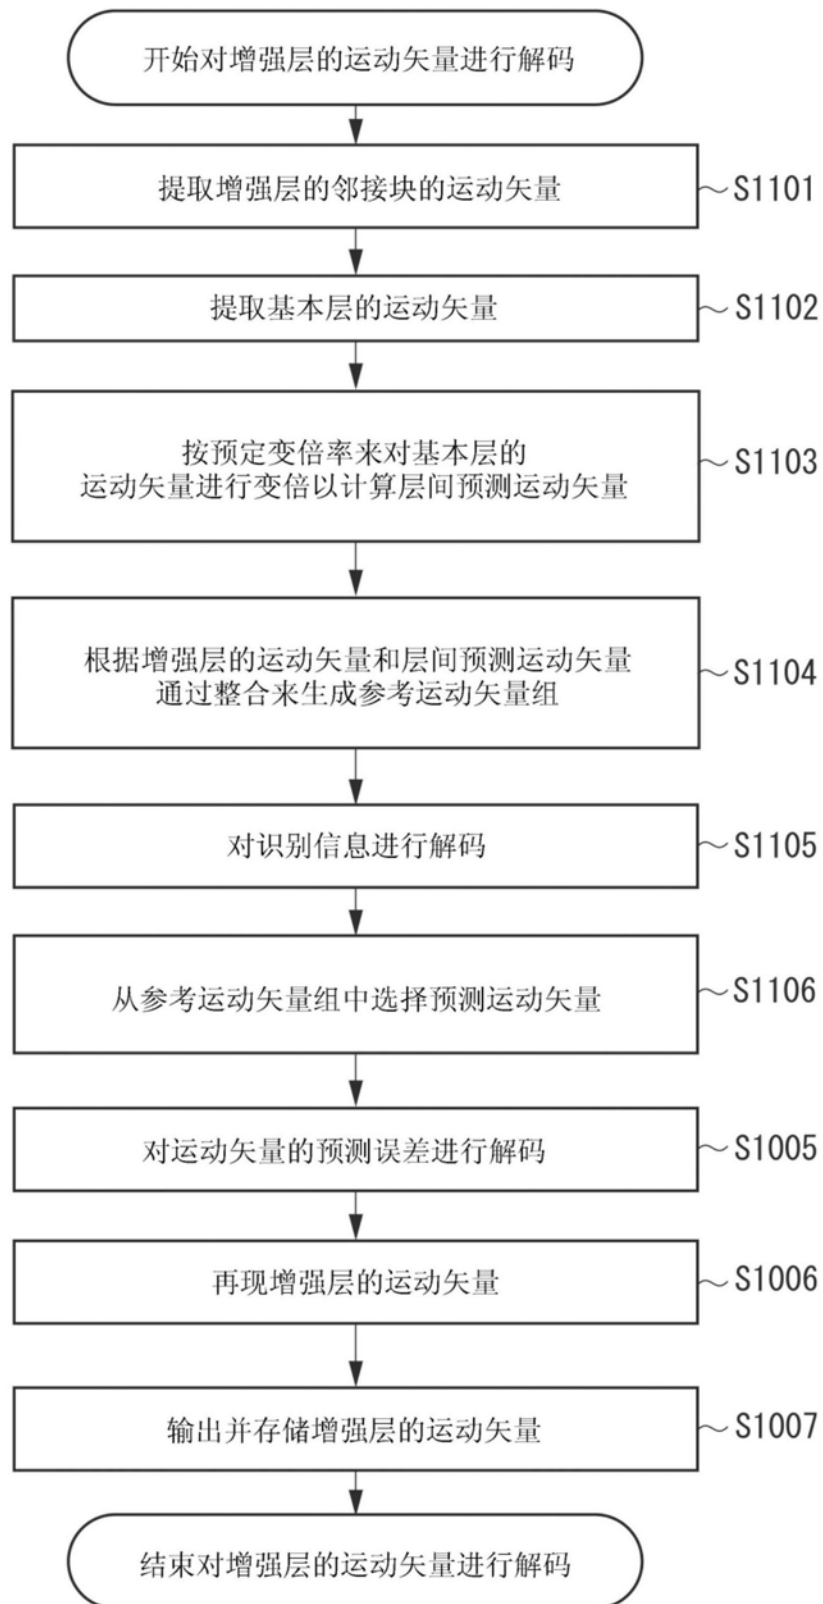 开始对增强层的运动矢量进行解码
提取增强层的邻接块的运动矢量
S1101
提取基本层的运动矢量
S1102
按预定变倍率来对基本层的
运动矢量进行变倍以计算层间预测运动矢量
S1103
根据增强层的运动矢量和层间预测运动矢量
通过整合来生成参考运动矢量组
S1104
对识别信息进行解码
S1105
从参考运动矢量组中选择预测运动矢量
S1106
对运动矢量的预测误差进行解码
S1005
再现增强层的运动矢量
S1006
输出并存储增强层的运动矢量
S1007
结束对增强层的运动矢量进行解码